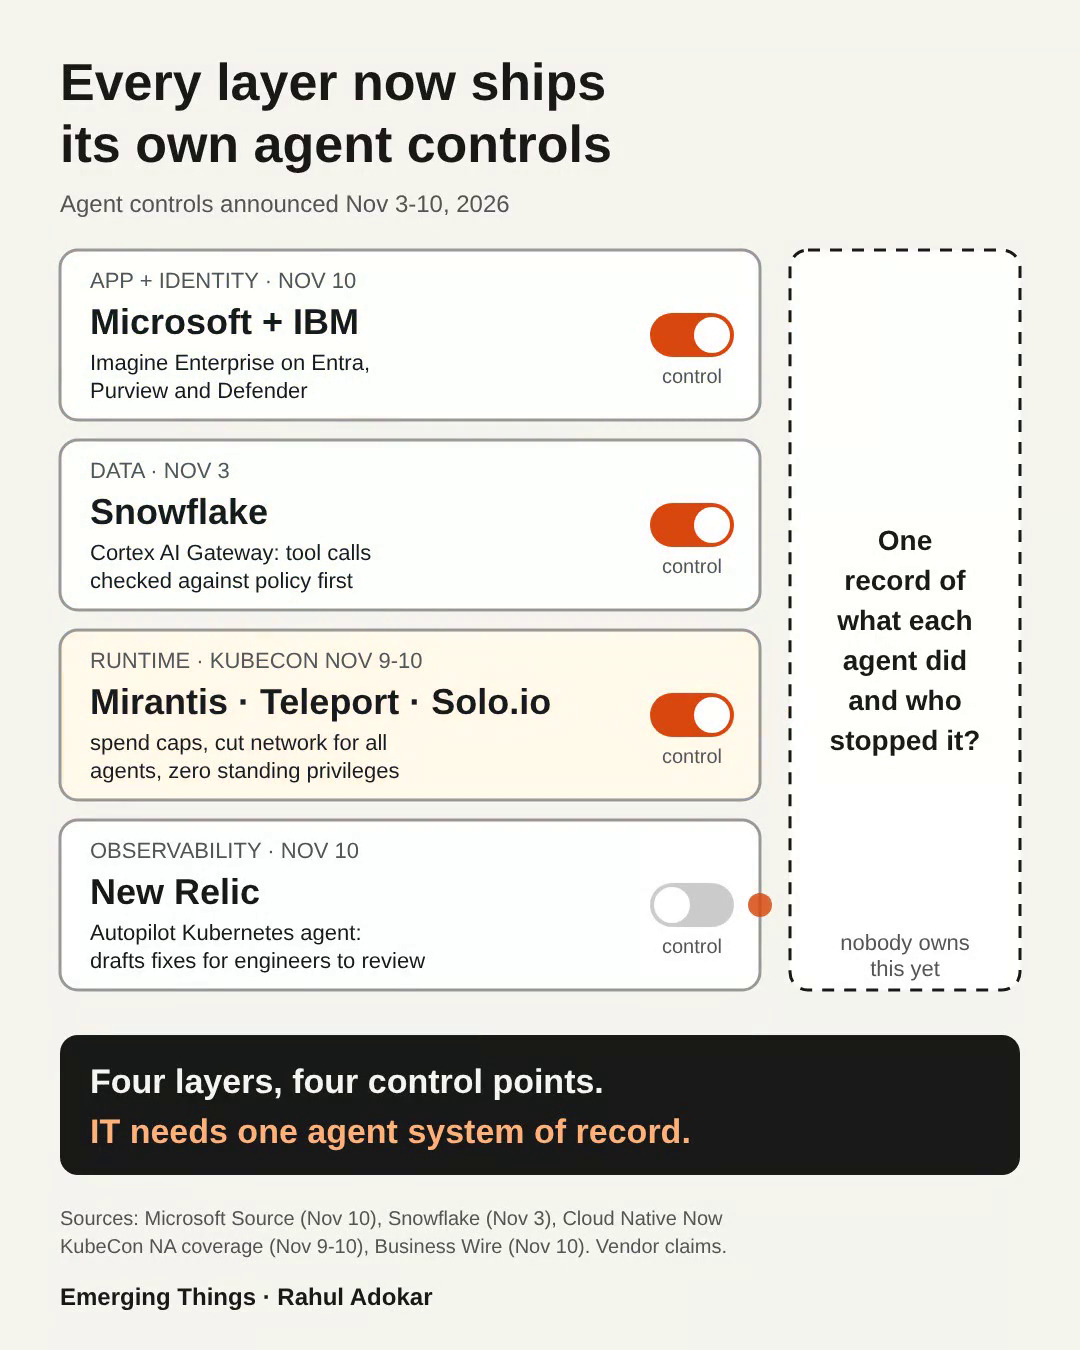 Every layer now ships
its own agent controls
Agent controls announced Nov 3-10, 2026
APP + IDENTITY · NOV 10
Microsoft + IBM
Imagine Enterprise on Entra,
Purview and Defender
control
DATA · NOV 3
Snowflake
Cortex AI Gateway: tool calls
checked against policy first
control
RUNTIME · KUBECON NOV 9-10
Mirantis · Teleport · Solo.io
spend caps, cut network for all
agents, zero standing privileges
control
OBSERVABILITY · NOV 10
New Relic
Autopilot Kubernetes agent:
drafts fixes for engineers to review
control
One
record of
what each
agent did
and who
stopped it?
nobody owns
this yet
Four layers, four control points.
IT needs one agent system of record.
Sources: Microsoft Source (Nov 10), Snowflake (Nov 3), Cloud Native Now
KubeCon NA coverage (Nov 9-10), Business Wire (Nov 10). Vendor claims.
Emerging Things · Rahul Adokar